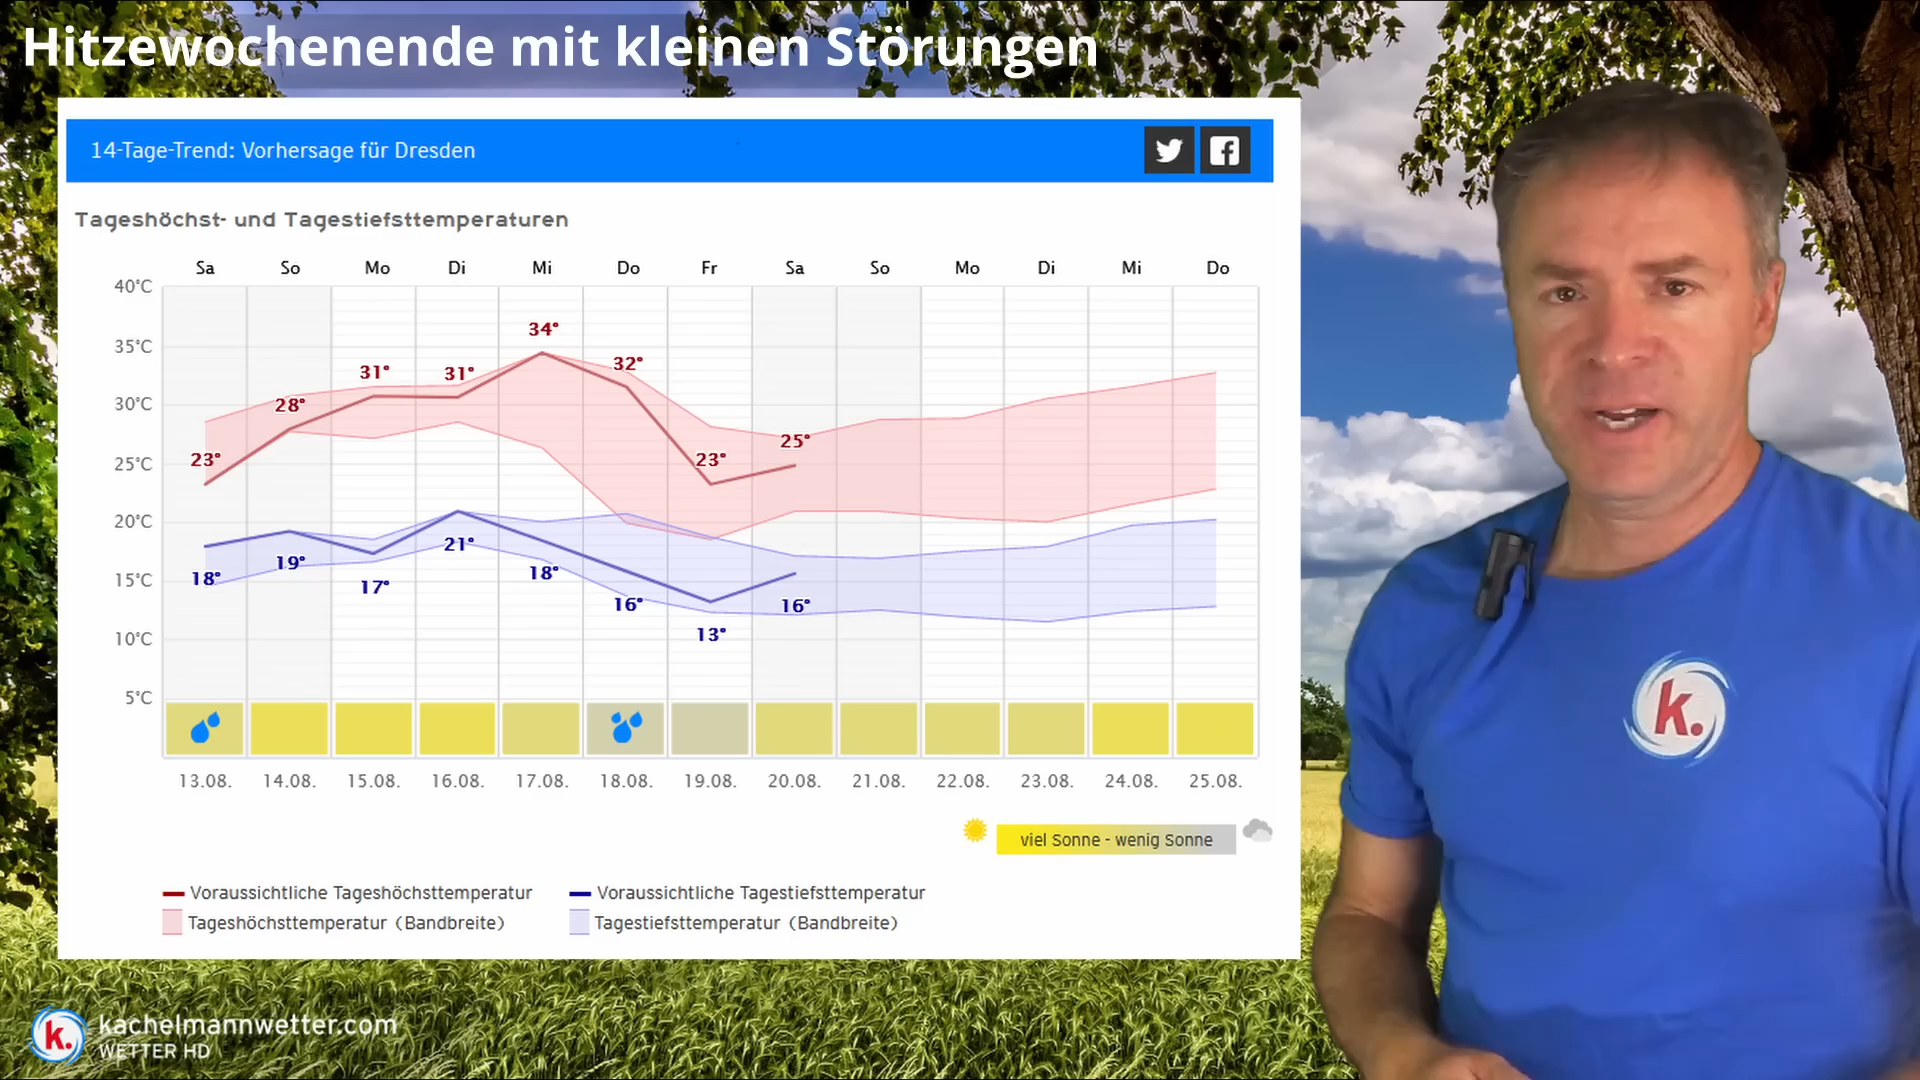 Hitzewochenende mit kleinen Störungen
14-Tage-Trend: Vorhersage für Dresden
Tageshöchst- und Tagestiefsttemperaturen
Sa So Mo Di Mi Do Fr Sa So Mo Di Mi Do
40°C
35°C
30°C
25°C
20°C
15°C
10°C
5°C
23° 28° 31° 31° 34° 32° 23° 25°
18° 19° 17° 21° 18° 16° 13° 16°
13.08. 14.08. 15.08. 16.08. 17.08. 18.08. 19.08. 20.08. 21.08. 22.08. 23.08. 24.08. 25.08.
viel Sonne - wenig Sonne
Voraussichtliche Tageshöchsttemperatur
Voraussichtliche Tagestiefsttemperatur
Tageshöchsttemperatur (Bandbreite)
Tagestiefsttemperatur (Bandbreite)
k.
k.
kachelmannwetter.com
WETTER HD